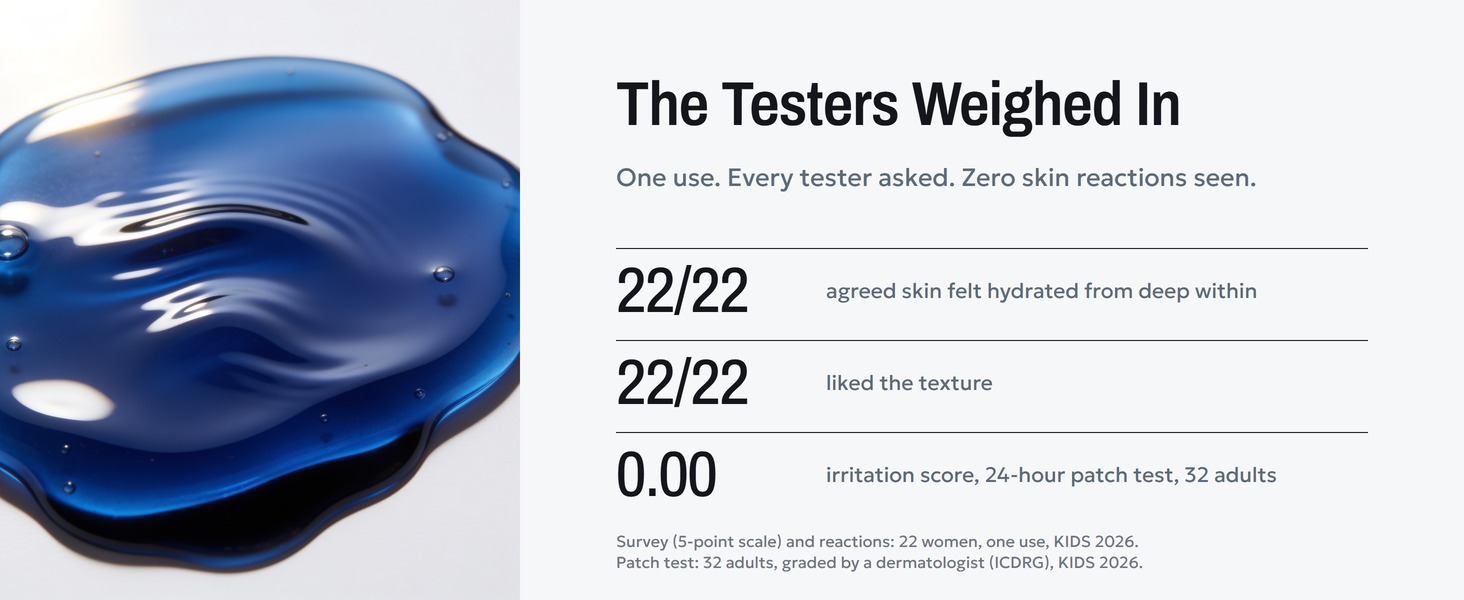 The Testers Weighed In
One use. Every tester asked. Zero skin reactions seen.
22/22 agreed skin felt hydrated from deep within
22/22 liked the texture
0.00 irritation score, 24-hour patch test, 32 adults
Survey (5-point scale) and reactions: 22 women, one use, KIDS 2026.
Patch test: 32 adults, graded by a dermatologist (ICDRG), KIDS 2026.